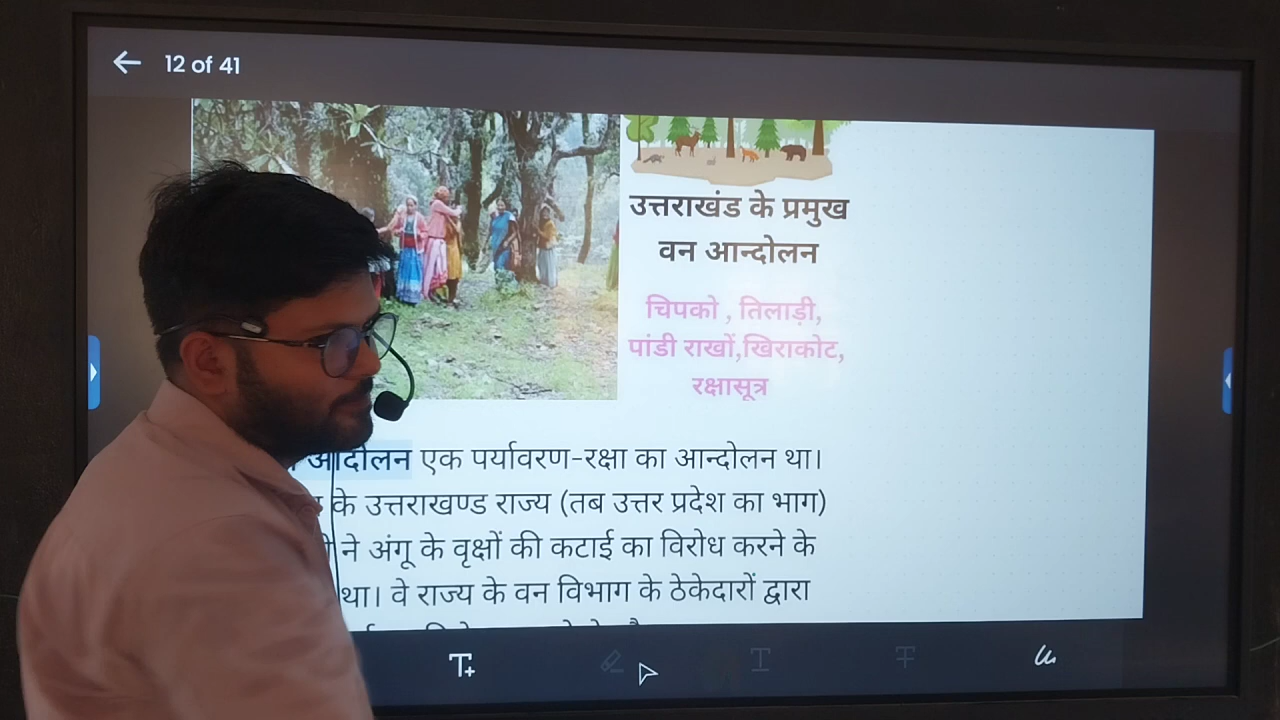 12 of 41
उत्तराखंड के प्रमुख
वन आन्दोलन
चिपको , तिलाड़ी,
पांडी राखों,खिराकोट,
रक्षासूत्र
आंदोलन एक पर्यावरण-रक्षा का आन्दोलन था।
के उत्तराखण्ड राज्य (तब उत्तर प्रदेश का भाग)
ने अंगू के वृक्षों की कटाई का विरोध करने के
था। वे राज्य के वन विभाग के ठेकेदारों द्वारा